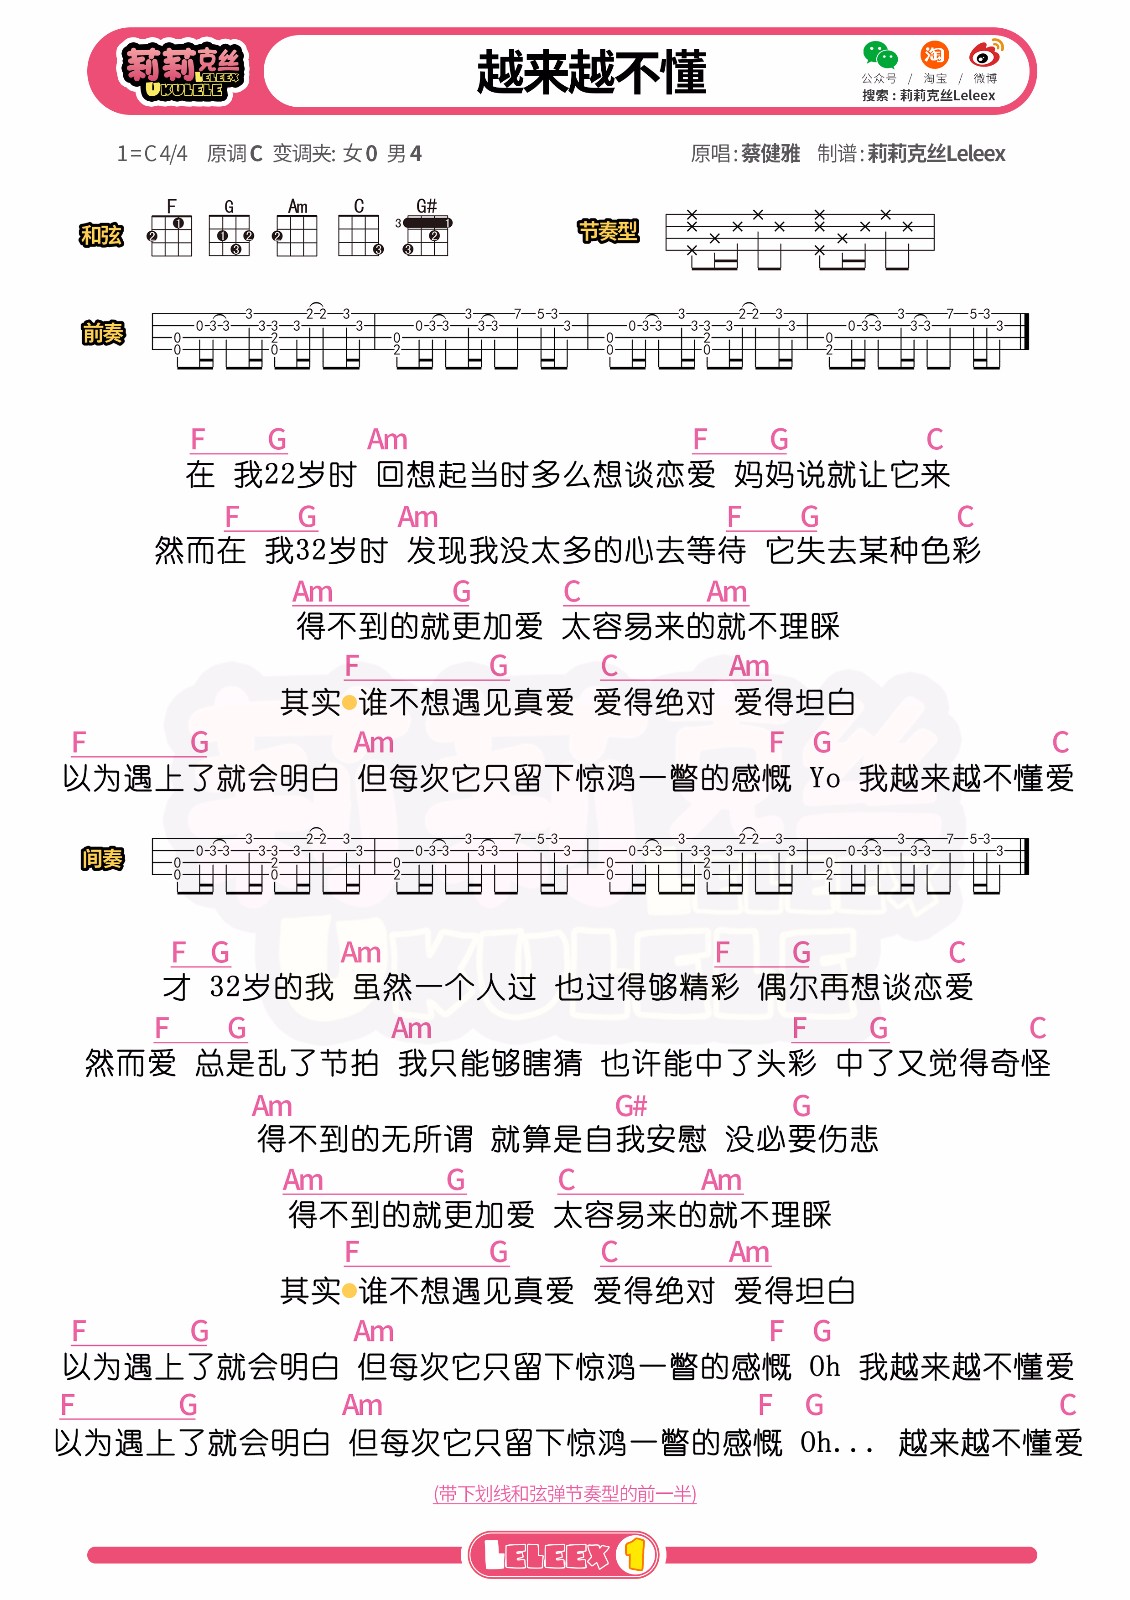 莉莉克丝
LELEEX
UKULELE
越来越不懂
公众号 / 淘宝 / 微博
搜索：莉莉克丝Leleex
1=C 4/4 原调 C 变调夹: 女 0 男 4
原唱：蔡健雅 制谱：莉莉克丝Leleex
和弦
F G Am C G#
节奏型
前奏
F G Am F G C
在 我22岁时 回想起当时多么想谈恋爱 妈妈说就让它来
F G Am F G C
然而在 我32岁时 发现我没太多的心去等待 它失去某种色彩
Am G C Am
得不到的就更加爱 太容易来的就不理睬
F G C Am
其实 谁不想遇见真爱 爱得绝对 爱得坦白
F G Am F G C
以为遇上了就会明白 但每次它只留下惊鸿一瞥的感慨 Yo 我越来越不懂爱
间奏
F G Am F G C
才 32岁的我 虽然一个人过 也过得够精彩 偶尔再想谈恋爱
F G Am F G C
然而爱 总是乱了节拍 我只能够瞎猜 也许能中了头彩 中了又觉得奇怪
Am G# G
得不到的无所谓 就算是自我安慰 没必要伤悲
Am G C Am
得不到的就更加爱 太容易来的就不理睬
F G C Am
其实 谁不想遇见真爱 爱得绝对 爱得坦白
F G Am F G C
以为遇上了就会明白 但每次它只留下惊鸿一瞥的感慨 Oh 我越来越不懂爱
F G Am F G C
以为遇上了就会明白 但每次它只留下惊鸿一瞥的感慨 Oh... 越来越不懂爱
(带下划线和弦弹节奏型的前一半)
LELEEX 1